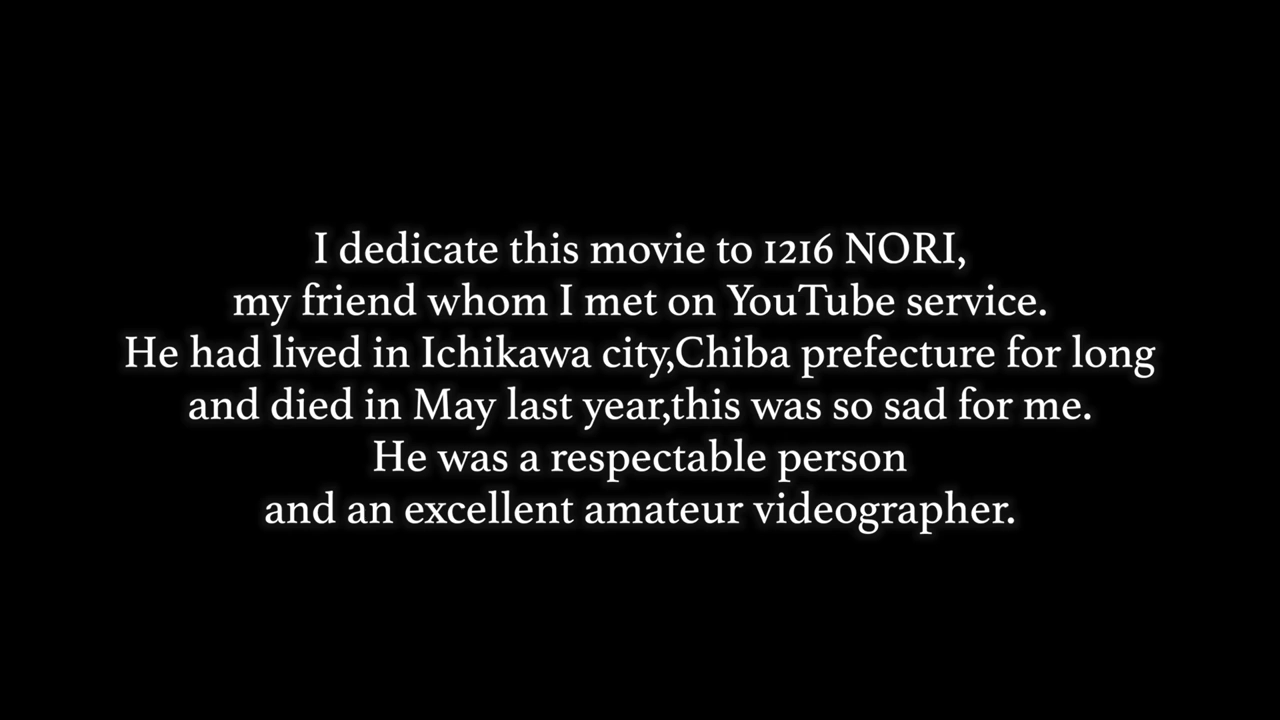 I dedicate this movie to 1216 NORI,
my friend whom I met on YouTube service.
He had lived in Ichikawa city,Chiba prefecture for long
and died in May last year,this was so sad for me.
He was a respectable person
and an excellent amateur videographer.